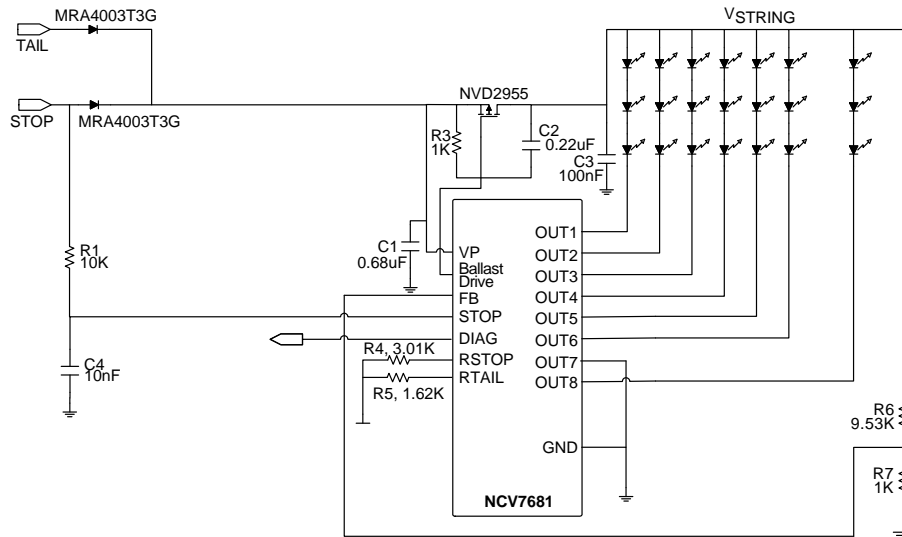 MRA4003T3G
TAIL
STOP
MRA4003T3G
NVD2955
VSTRING
R3
1K
C2
0.22uF
C3
100nF
R1
10K
C1
0.68uF
C4
10nF
VP
Ballast
Drive
FB
STOP
DIAG
RSTOP
RTAIL
R4, 3.01K
R5, 1.62K
OUT1
OUT2
OUT3
OUT4
OUT5
OUT6
OUT7
OUT8
GND
NCV7681
R6
9.53K
R7
1K